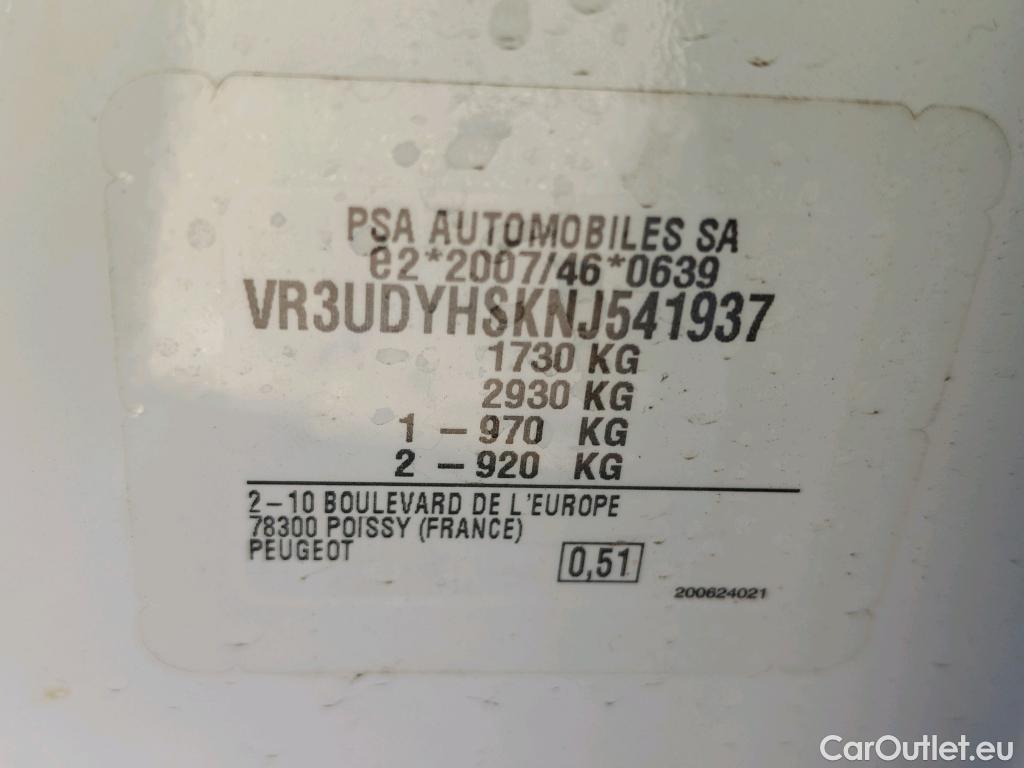 PSA AUTOMOBILES SA
e2*2007/46*0639
VR3UDYHSKNJ541937
1730 KG
2930 KG
1 – 970 KG
2 – 920 KG
2–10 BOULEVARD DE L'EUROPE
78300 POISSY (FRANCE)
PEUGEOT
0,51
200624021
CarOutlet.eu